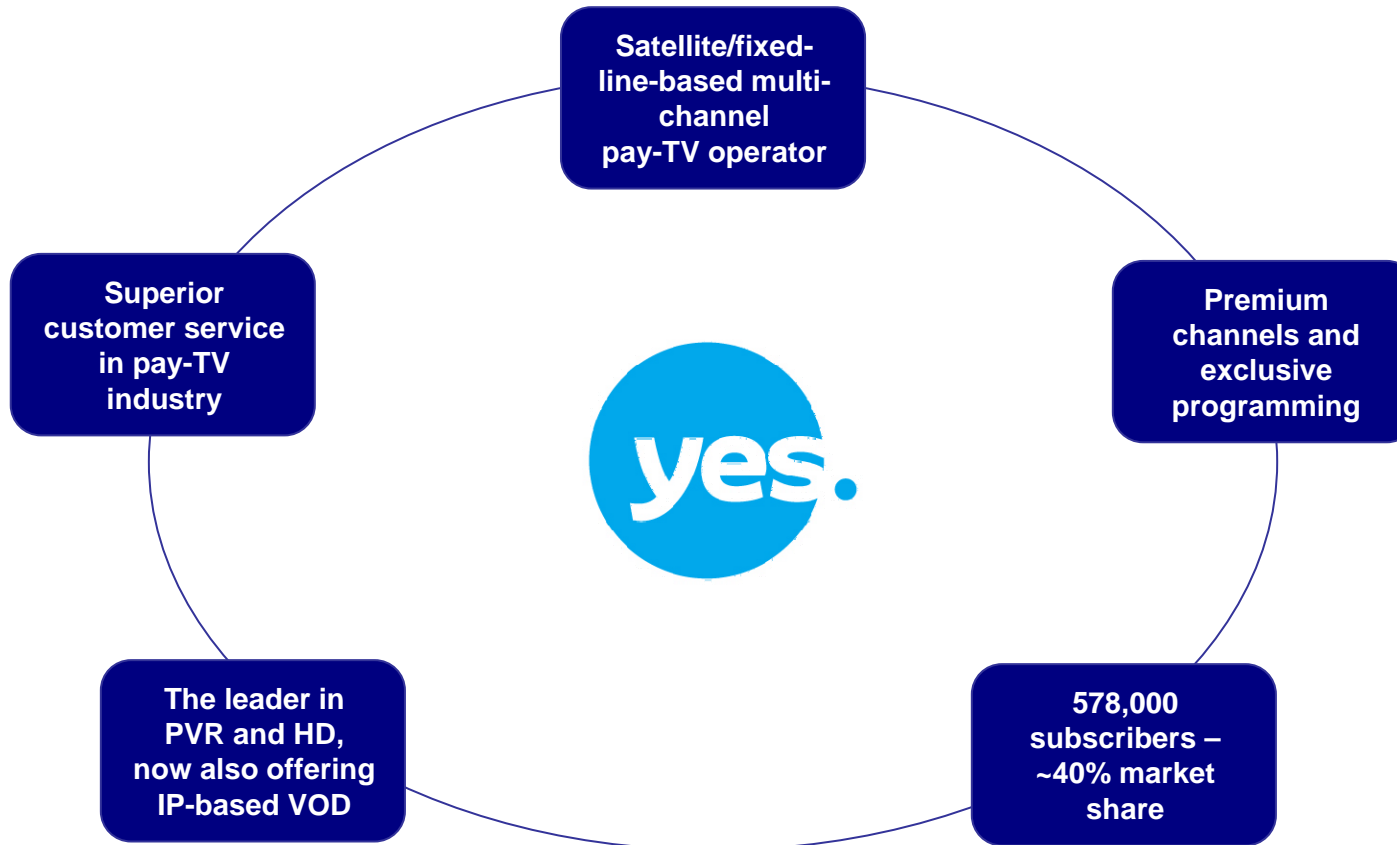 Satellite/fixed-
line-based multi-
channel
pay-TV operator
Superior
customer service
in pay-TV
industry
Premium
channels and
exclusive
programming
yes.
The leader in
PVR and HD,
now also offering
IP-based VOD
578,000
subscribers –
~40% market
share